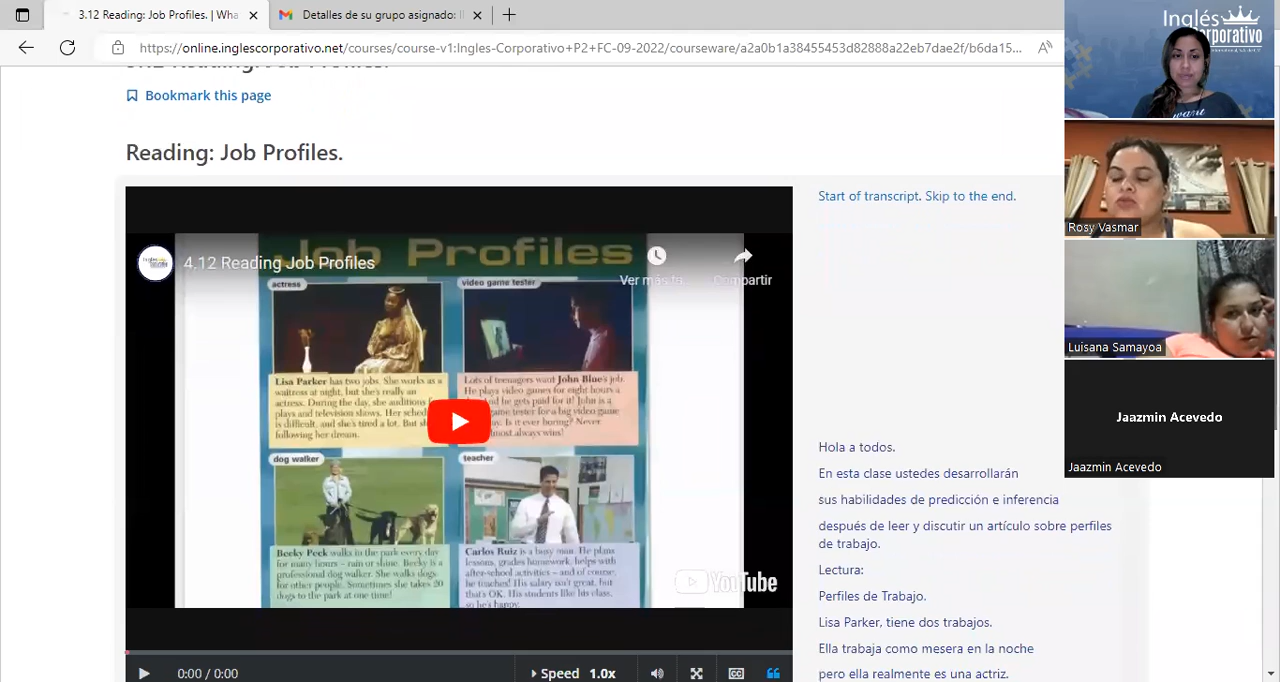 3.12 Reading: Job Profiles. | Wha
Detalles de su grupo asignado: I
https://online.inglescorporativo.net/courses/course-v1:Ingles-Corporativo+P2+FC-09-2022/courseware/a2a0b1a38455453d82888a22eb7dae2f/b6da15...
3.12 Reading: Job Profiles.
Bookmark this page
Reading: Job Profiles.
Job Profiles
4.12 Reading Job Profiles
Ver más ta
Compartir
actress
video game tester
Lisa Parker has two jobs. She works as a
waitress at night, but she's really an
actress. During the day, she auditions
plays and television shows. Her sched
is difficult, and she's tired a lot. But sh
following her dream.
Lots of teenagers want John Bine's job.
He plays video games for eight hours a
he gets paid for it! John is a
game tester for a big video game
Is it ever boring? Never
most always wins!
dog walker
teacher
Becky Peck walks in the park every day
for many hours – rain or shine. Becky is a
professional dog walker. She walks dogs
for other people. Sometimes she takes 20
dogs to the park at one time!
Carlos Ruiz is a busy man. He plans
lessons, grades homework, helps with
after-school activities – and of course,
he teaches! His salary isn't great, but
that's OK. His students like his class,
so he's happy.
YouTube
0:00 / 0:00
Speed 1.0x
CC
Start of transcript. Skip to the end.
Hola a todos.
En esta clase ustedes desarrollarán
sus habilidades de predicción e inferencia
después de leer y discutir un artículo sobre perfiles
de trabajo.
Lectura:
Perfiles de Trabajo.
Lisa Parker, tiene dos trabajos.
Ella trabaja como mesera en la noche
pero ella realmente es una actriz.
Inglés
Corporativo
want
Rosy Vasmar
Luisana Samayoa
Jaazmin Acevedo
Jaazmin Acevedo